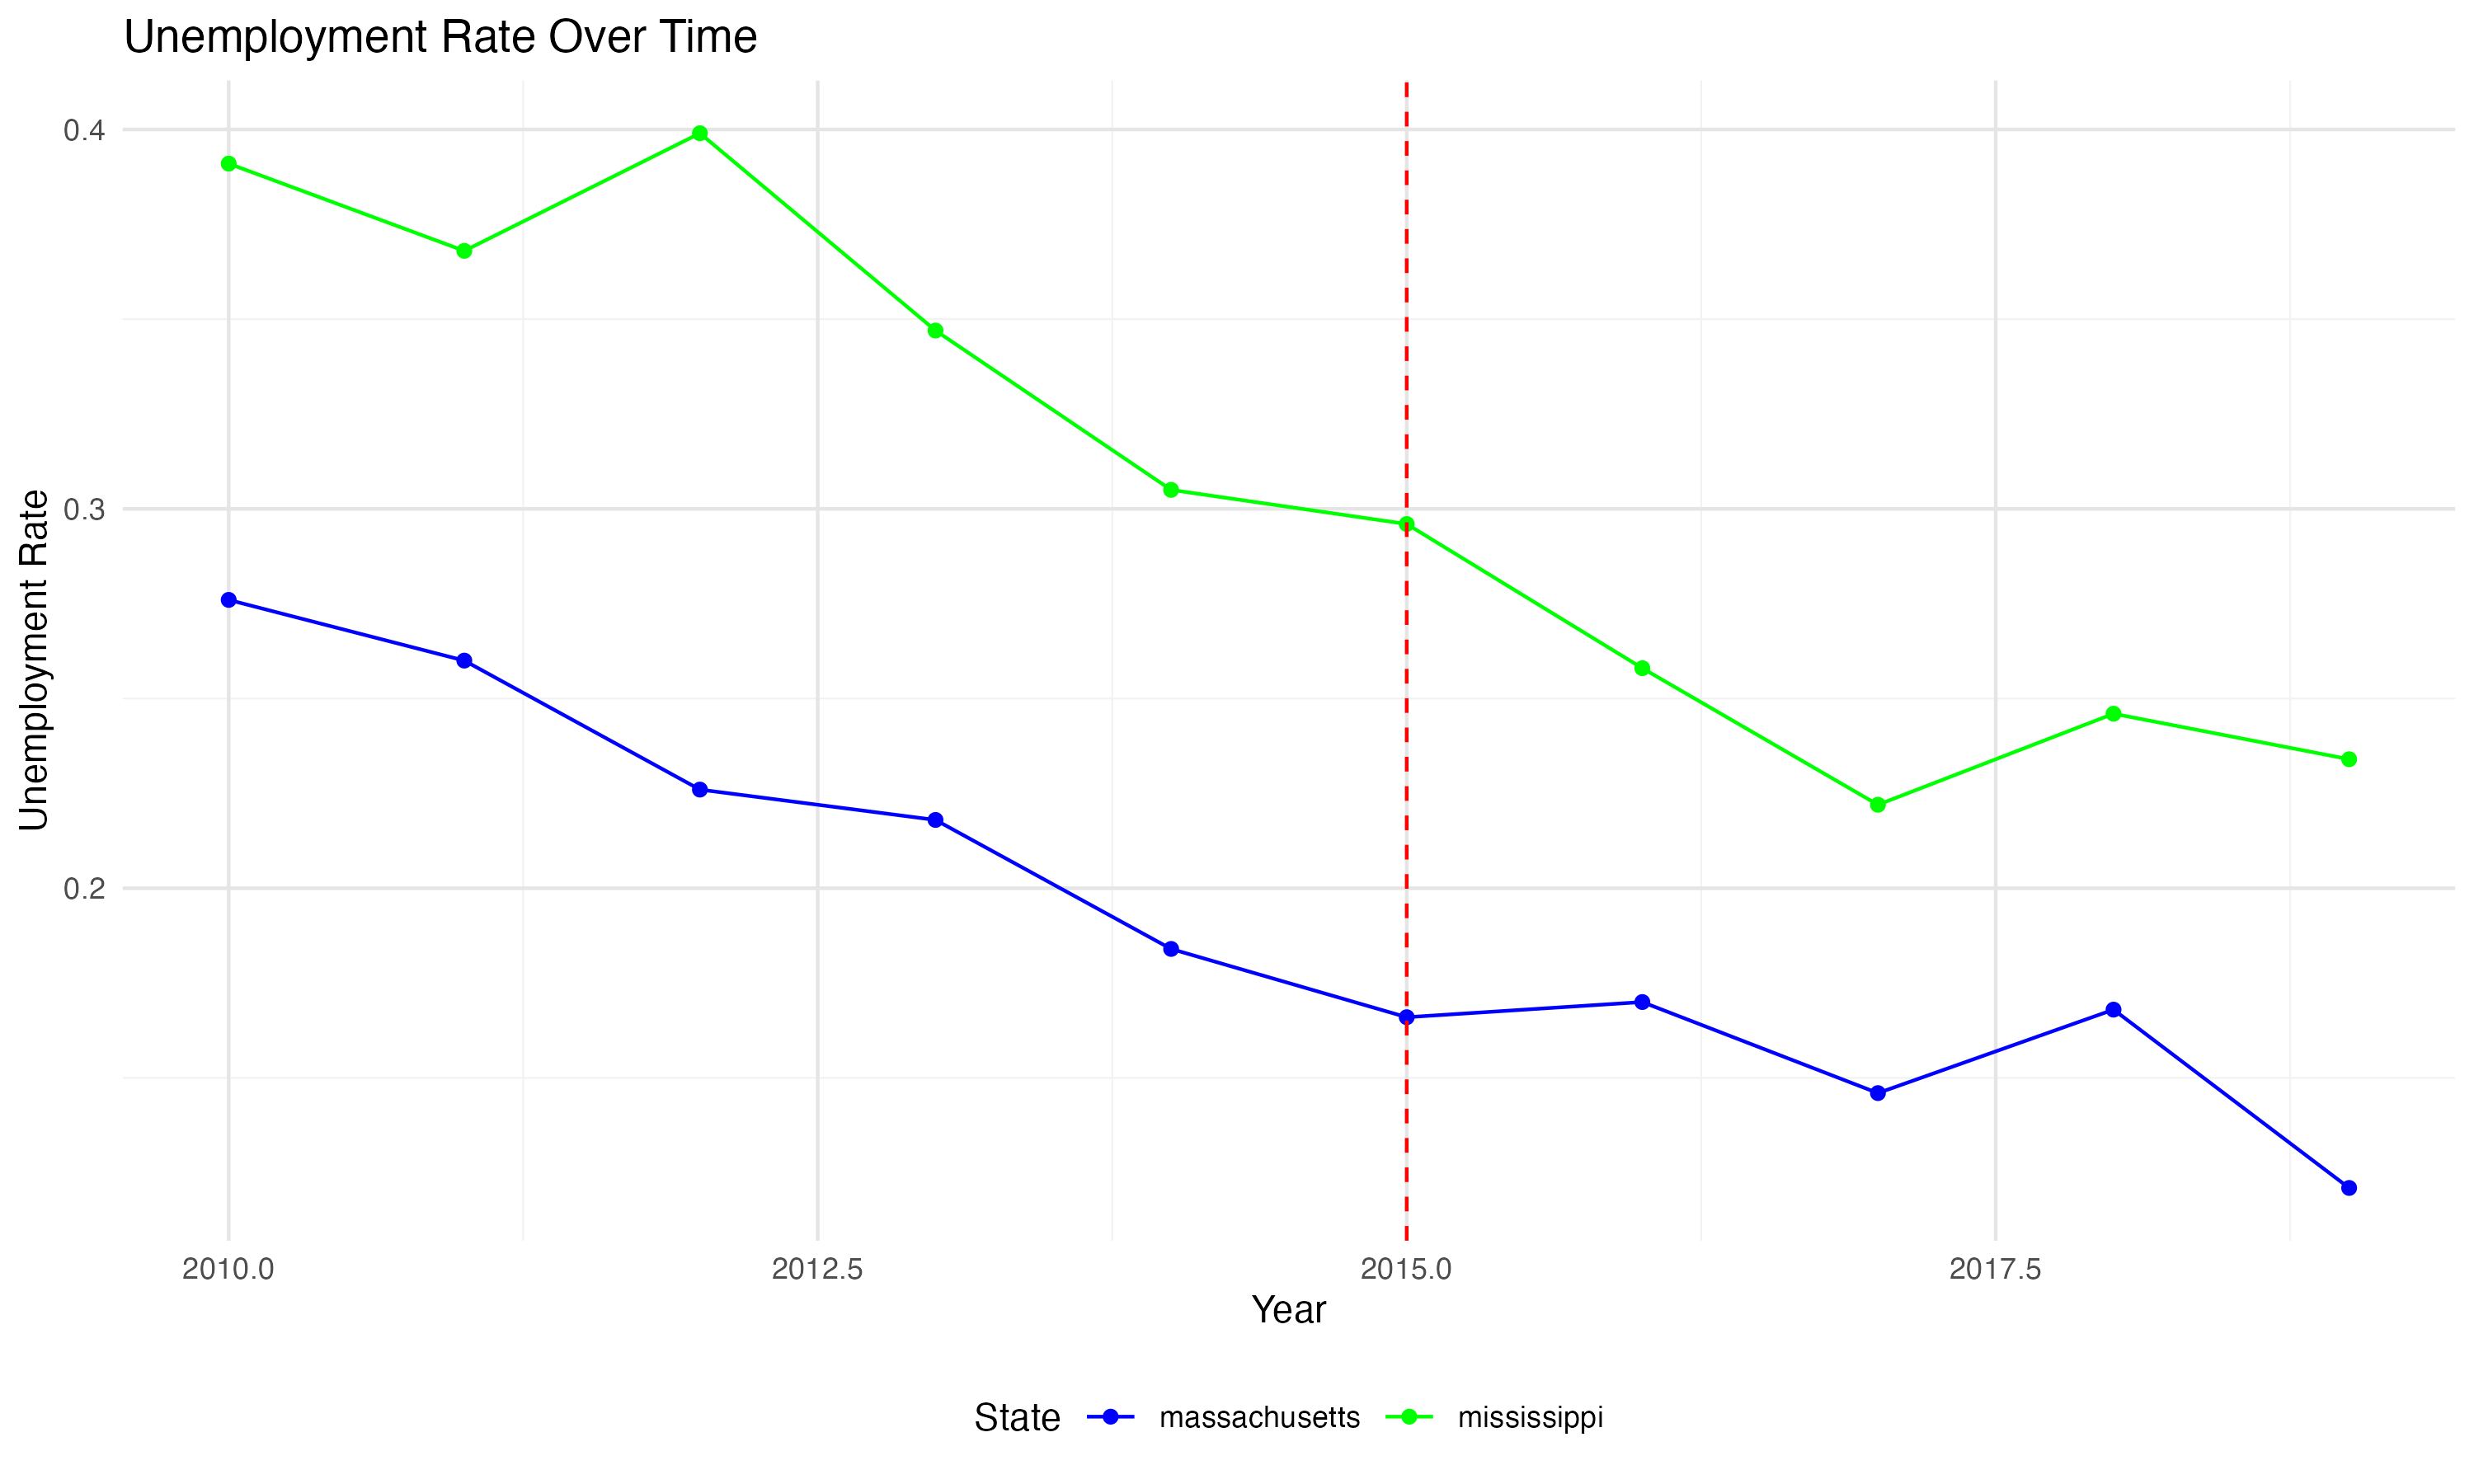 Unemployment Rate Over Time
Unemployment Rate
0.4
0.3
0.2
2010.0 2012.5 2015.0 2017.5
Year
State massachusetts mississippi